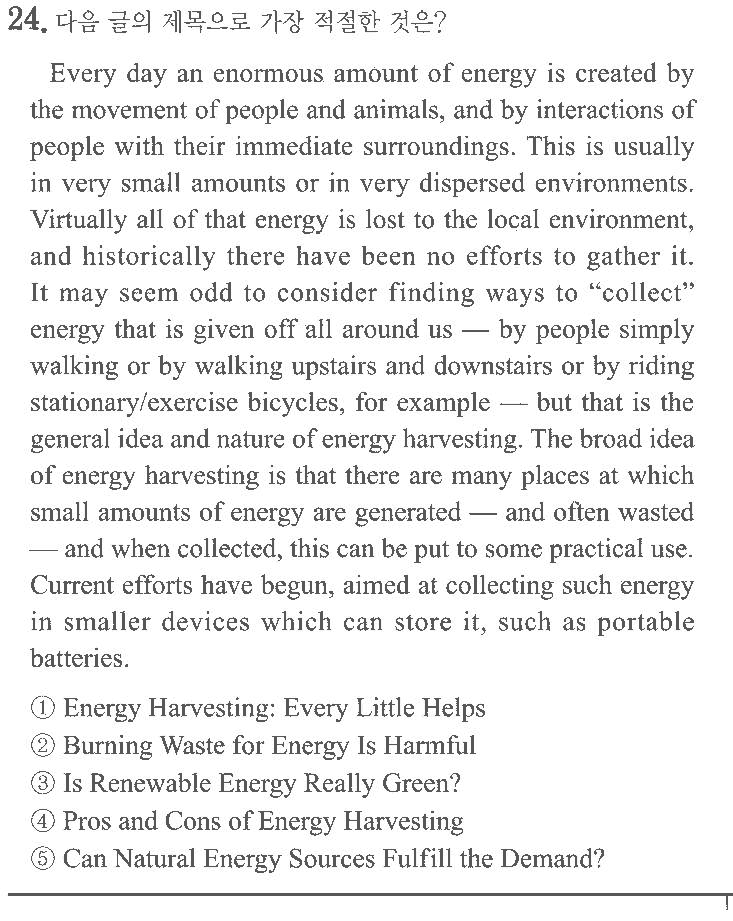 24. 다음 글의 제목으로 가장 적절한 것은?
Every day an enormous amount of energy is created by
the movement of people and animals, and by interactions of
people with their immediate surroundings. This is usually
in very small amounts or in very dispersed environments.
Virtually all of that energy is lost to the local environment,
and historically there have been no efforts to gather it.
It may seem odd to consider finding ways to “collect”
energy that is given off all around us — by people simply
walking or by walking upstairs and downstairs or by riding
stationary/exercise bicycles, for example — but that is the
general idea and nature of energy harvesting. The broad idea
of energy harvesting is that there are many places at which
small amounts of energy are generated — and often wasted
— and when collected, this can be put to some practical use.
Current efforts have begun, aimed at collecting such energy
in smaller devices which can store it, such as portable
batteries.
① Energy Harvesting: Every Little Helps
② Burning Waste for Energy Is Harmful
③ Is Renewable Energy Really Green?
④ Pros and Cons of Energy Harvesting
⑤ Can Natural Energy Sources Fulfill the Demand?